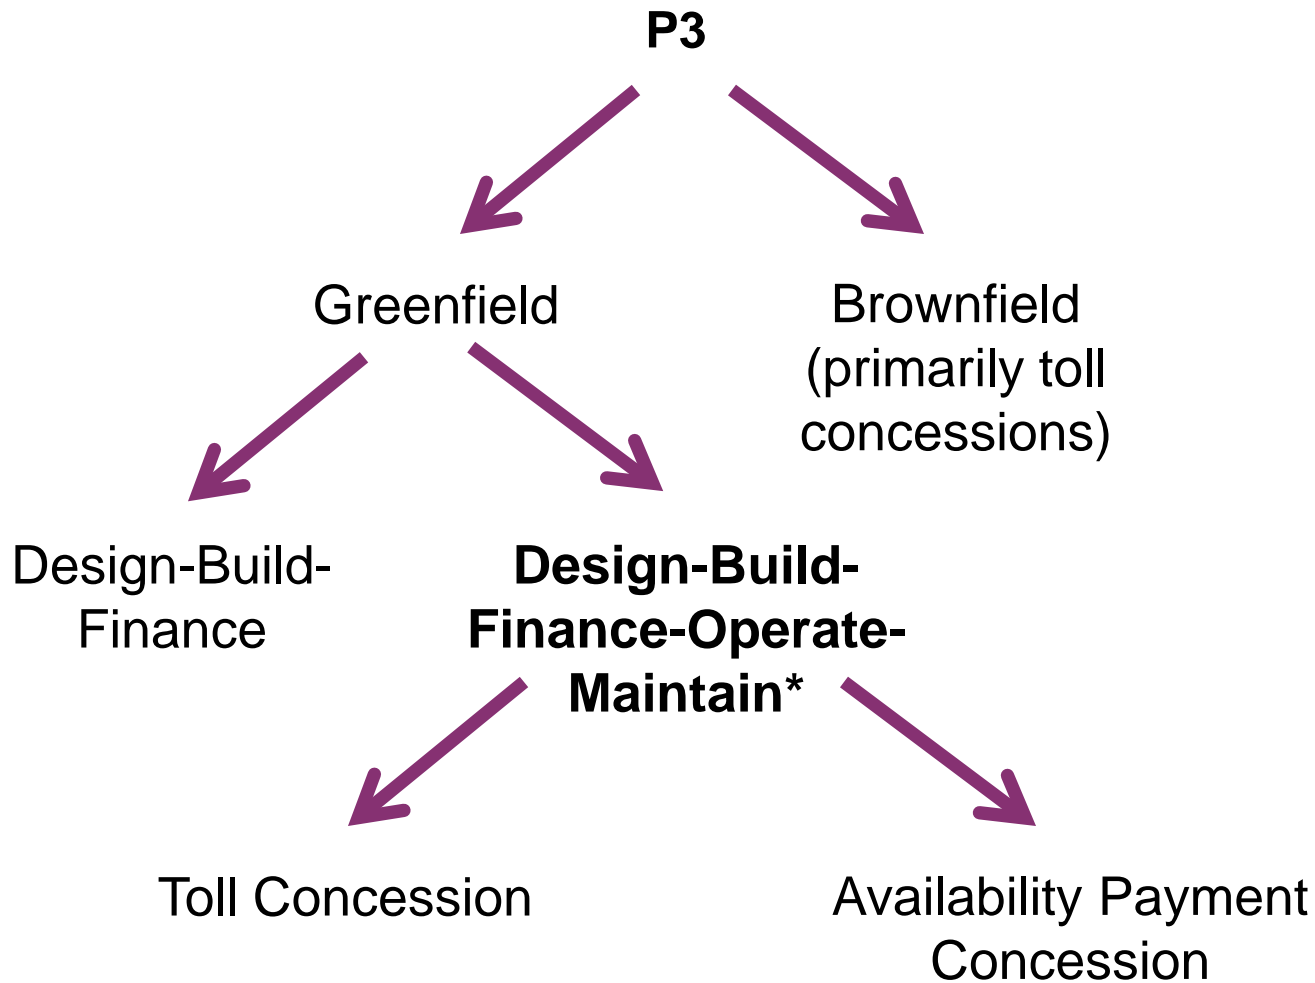 P3
Greenfield
Brownfield
(primarily toll
concessions)
Design-Build-
Finance
Design-Build-
Finance-Operate-
Maintain*
Toll Concession
Availability Payment
Concession